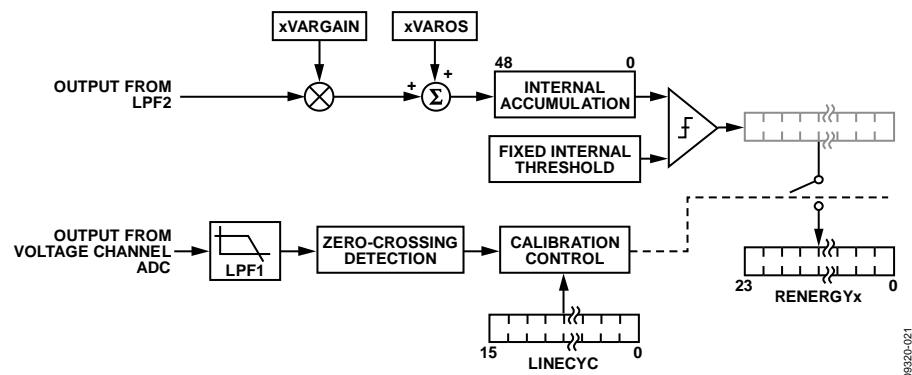 xVARGAIN
xVAROS
OUTPUT FROM
LPF2
+
+
Σ
48
0
INTERNAL
ACCUMULATION
FIXED INTERNAL
THRESHOLD
OUTPUT FROM
VOLTAGE CHANNEL
ADC
LPF1
ZERO-CROSSING
DETECTION
CALIBRATION
CONTROL
23
0
RENERGYx
15
0
LINECYC
09320-021